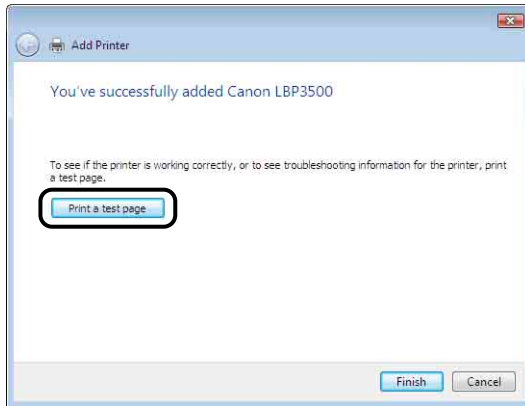 Add Printer
You've successfully added Canon LBP3500
To see if the printer is working correctly, or to see troubleshooting information for the printer, print
a test page.
Print a test page
Finish Cancel